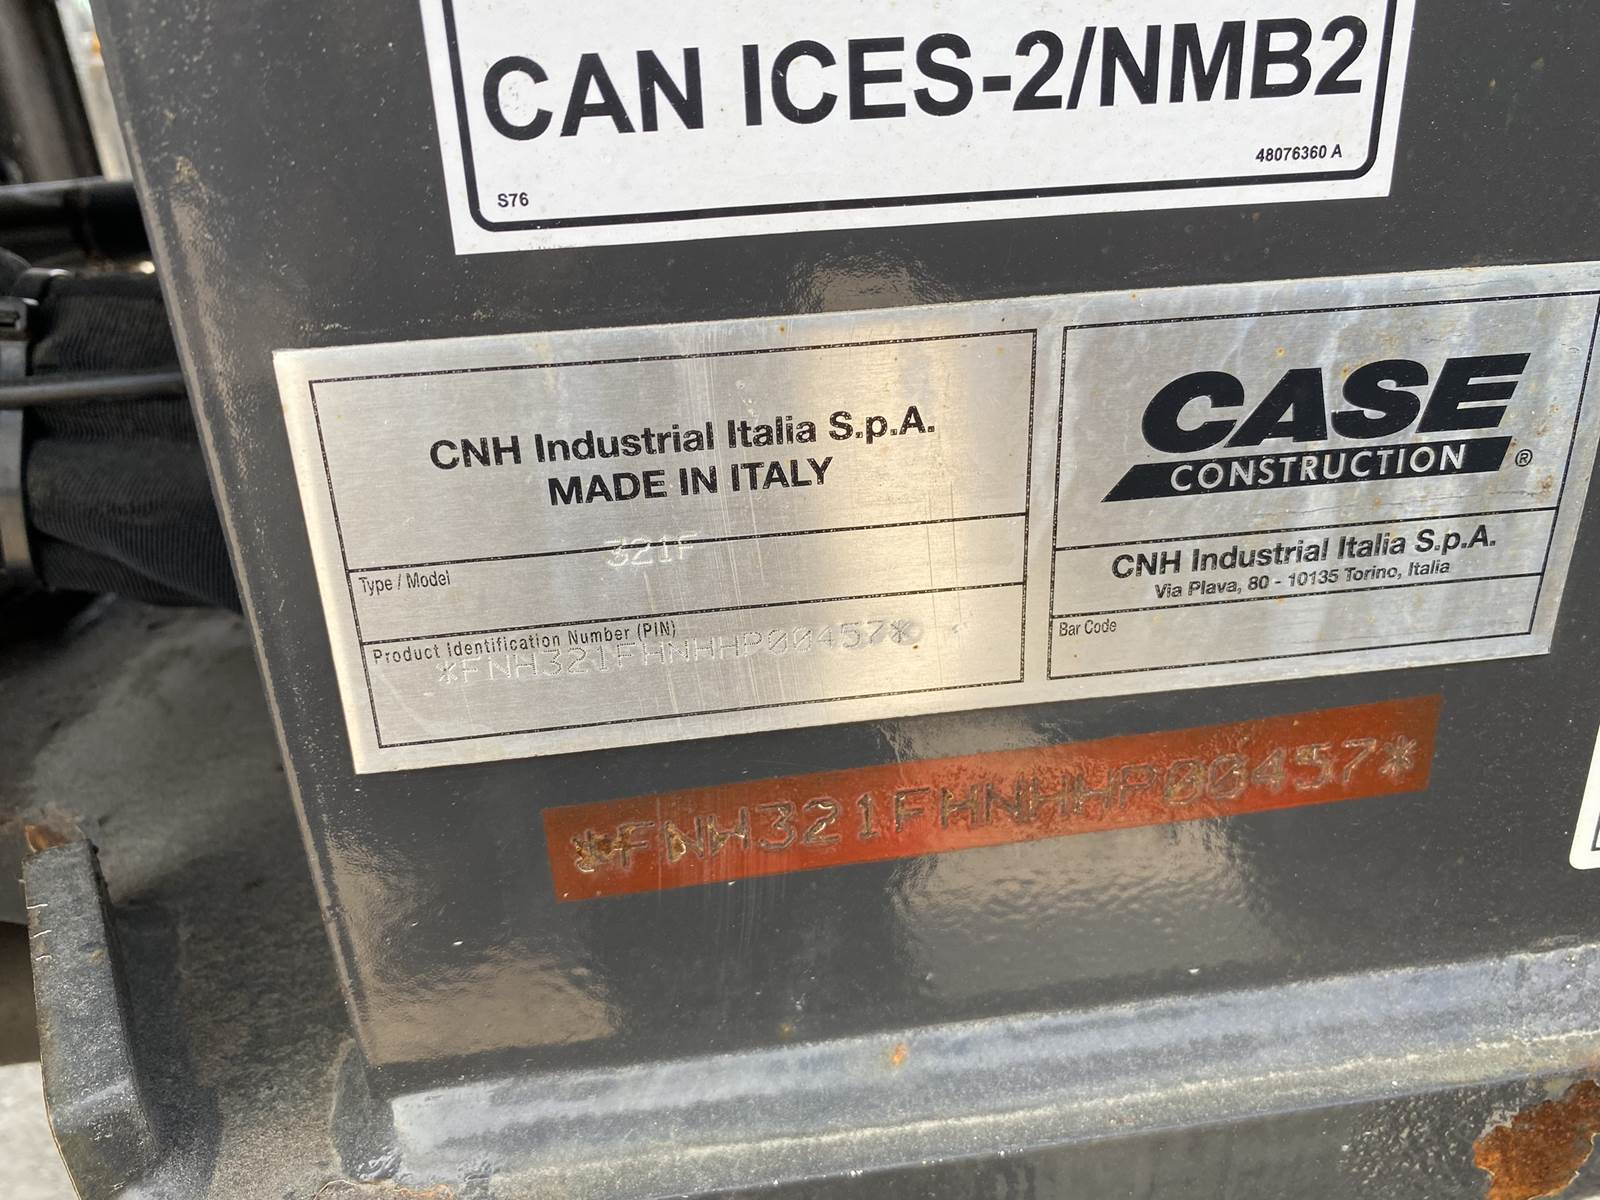 CAN ICES-2/NMB2
S76
48076360 A
CNH Industrial Italia S.p.A.
MADE IN ITALY
Type / Model
321F
Product Identification Number (PIN)
*FNH321FHNHHP00457*
CASE
CONSTRUCTION ®
CNH Industrial Italia S.p.A.
Via Plava, 80 - 10135 Torino, Italia
Bar Code
*FNH321FHNHHP00457*